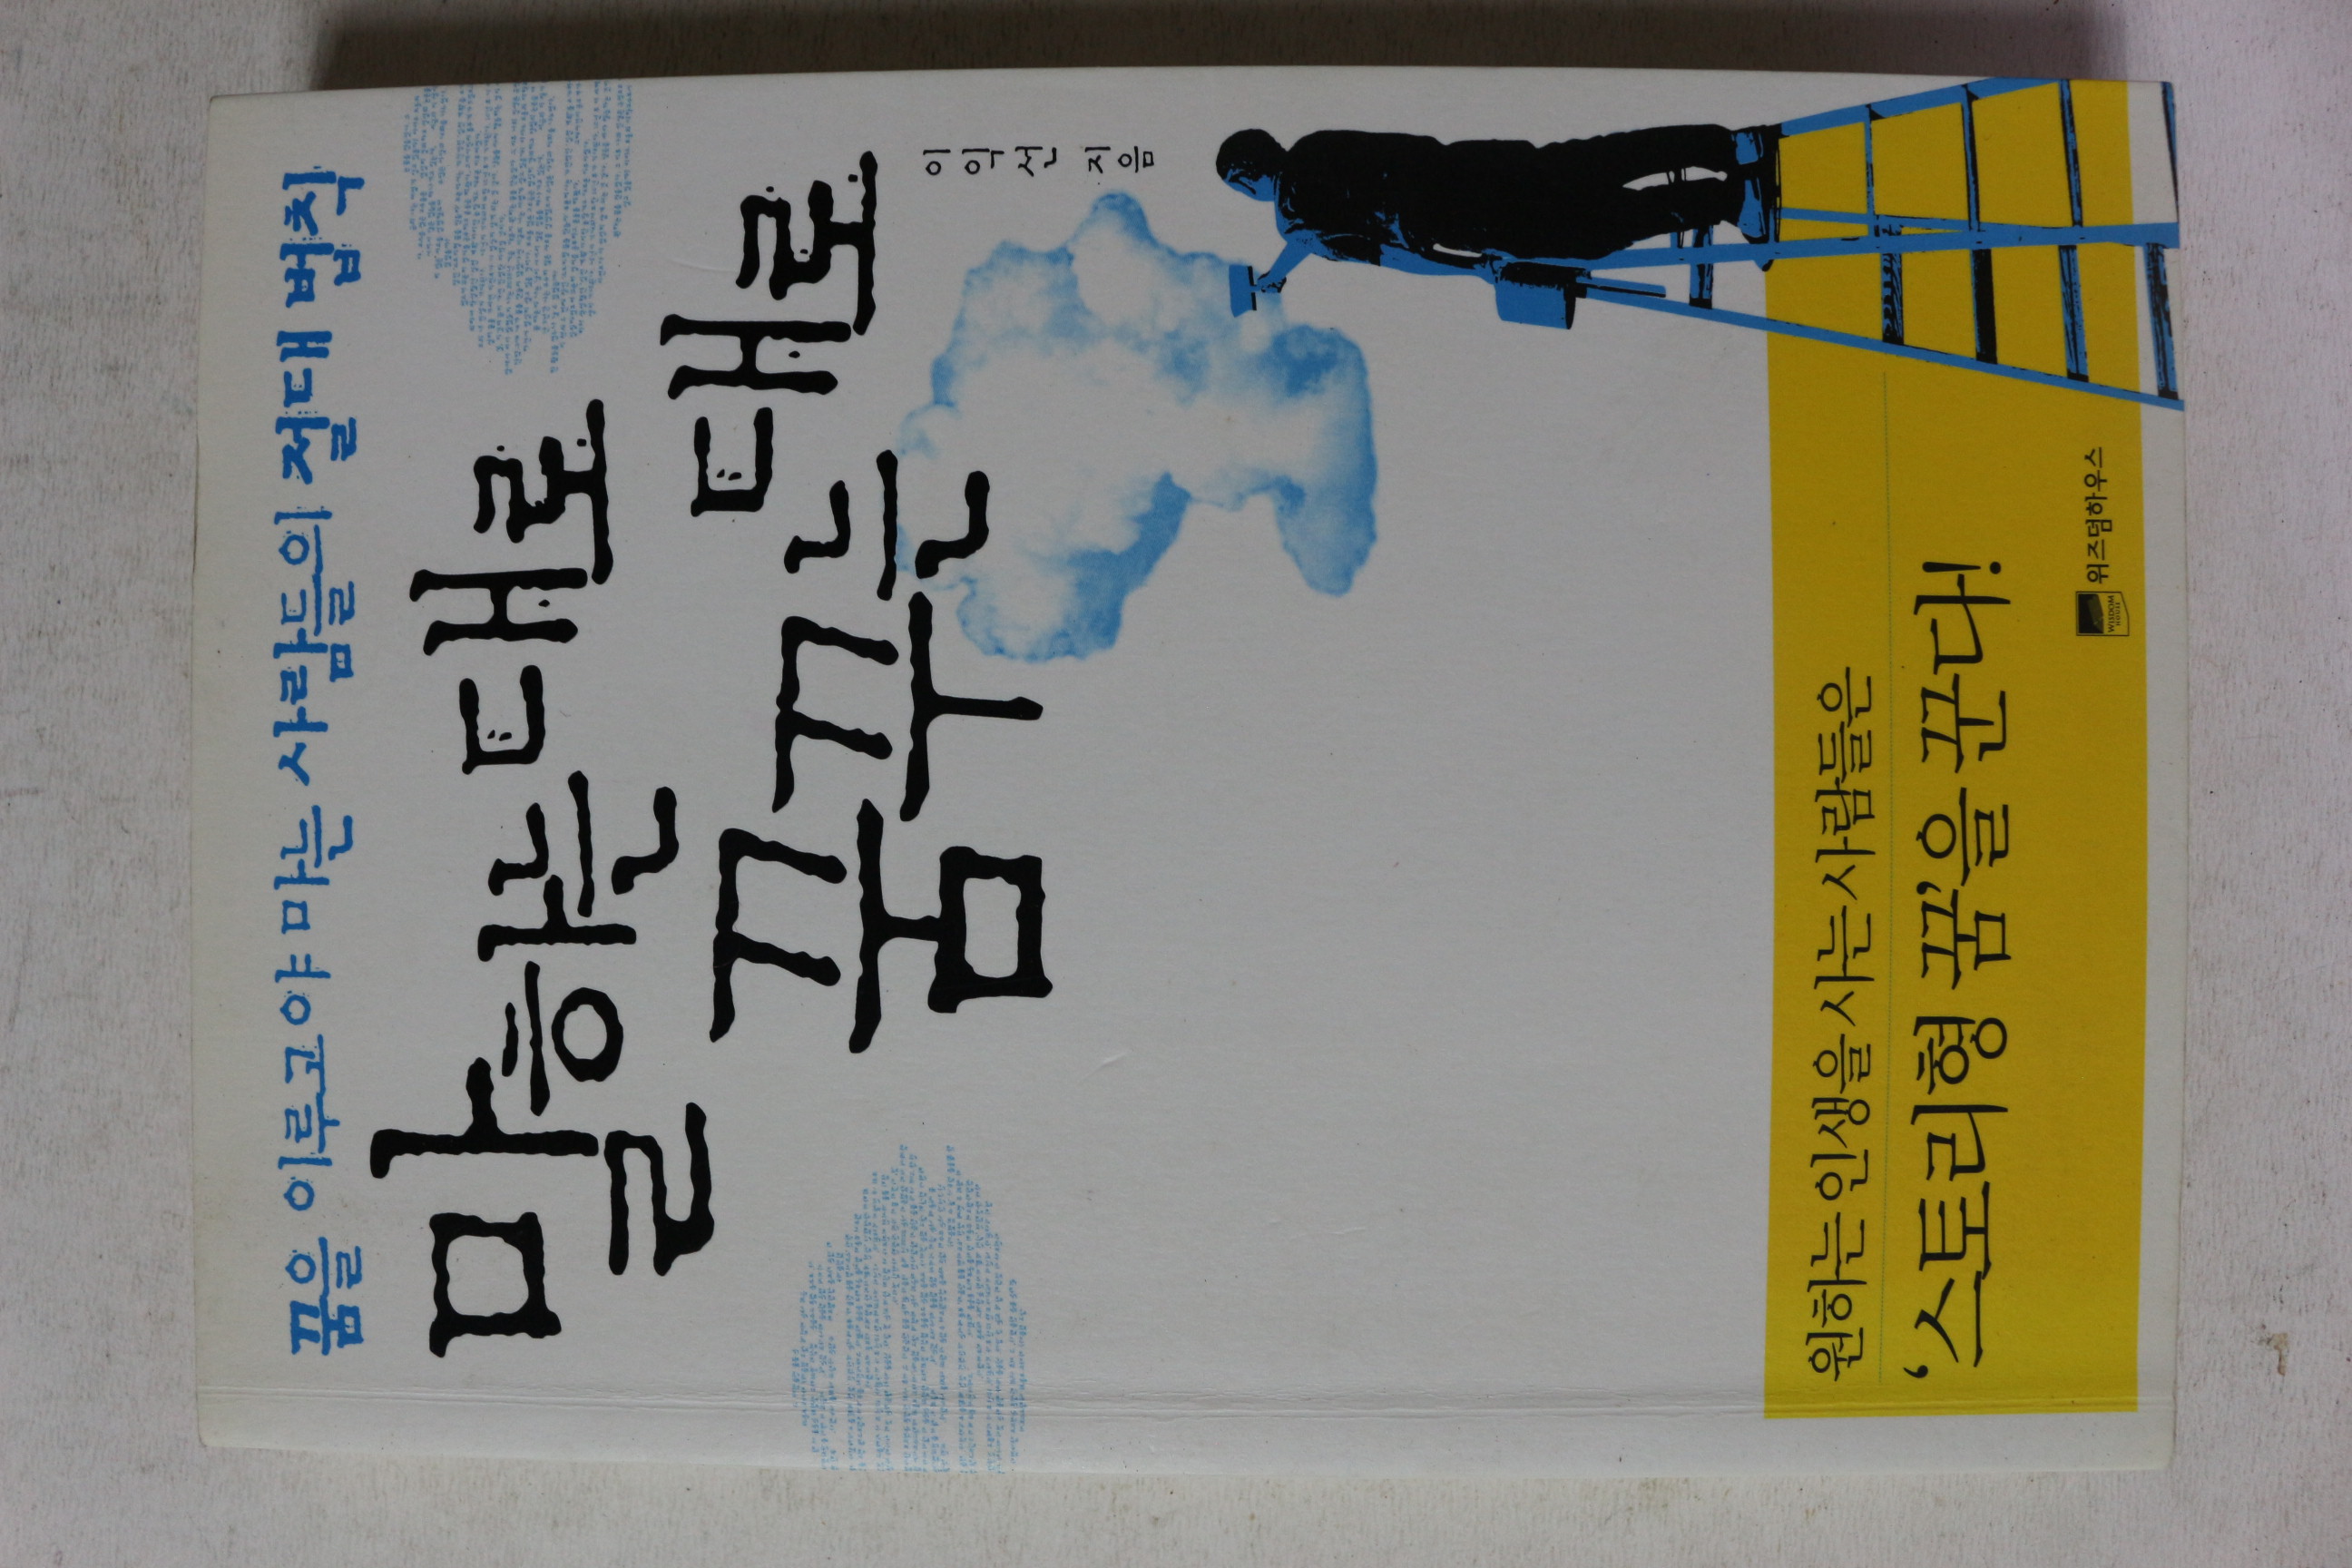 꿈을 이루고야 마는 사람들의 절대 법칙
말하는 대로
꿈꾸는 대로
이익선 지음
원하는 인생을 사는 사람들은
‘스토리형 꿈’을 꾼다!
WISDOM
HOUSE
위즈덤하우스